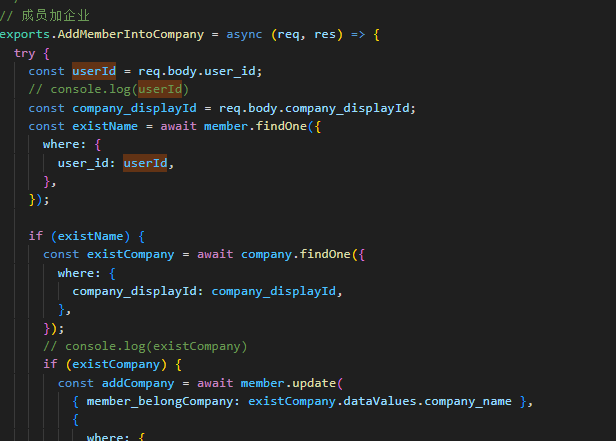 // 成员加企业
exports.AddMemberIntoCompany = async (req, res) => {
try {
const userId = req.body.user_id;
// console.log(userId)
const company_displayId = req.body.company_displayId;
const existName = await member.findOne({
where: {
user_id: userId,
},
});
if (existName) {
const existCompany = await company.findOne({
where: {
company_displayId: company_displayId,
},
});
// console.log(existCompany)
if (existCompany) {
const addCompany = await member.update(
{ member_belongCompany: existCompany.dataValues.company_name },
{
where: {